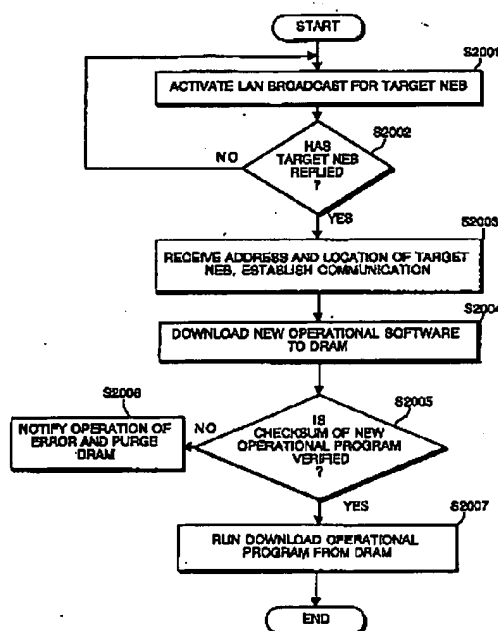 START
S2001
ACTIVATE LAN BROADCAST FOR TARGET NEB
S2002
HAS
TARGET NEB
REPLIED
?
NO
YES
S2003
RECEIVE ADDRESS AND LOCATION OF TARGET
NEB, ESTABLISH COMMUNICATION
S2004
DOWNLOAD NEW OPERATIONAL SOFTWARE
TO DRAM
S2005
IS
CHECKSUM OF NEW
OPERATIONAL PROGRAM
VERIFIED
?
NO
S2006
NOTIFY OPERATION OF
ERROR AND PURGE
DRAM
YES
S2007
RUN DOWNLOAD OPERATIONAL
PROGRAM FROM DRAM
END